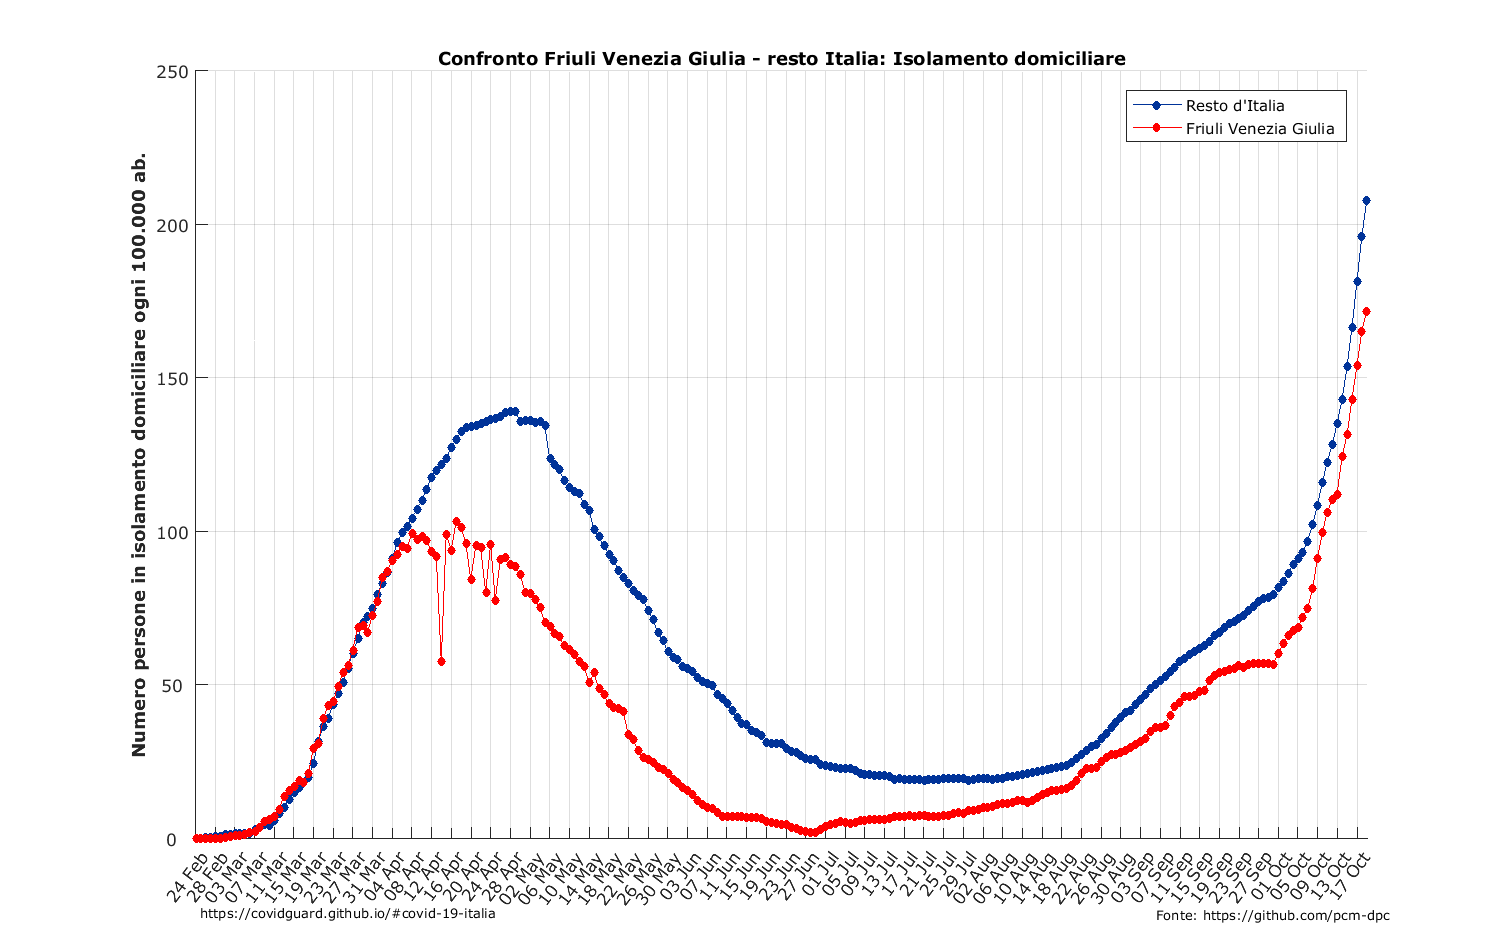 Confronto Friuli Venezia Giulia - resto Italia: Isolamento domiciliare
Numero persone in isolamento domiciliare ogni 100.000 ab.
250
200
150
100
50
0
Resto d'Italia
Friuli Venezia Giulia
24 Feb
28 Feb
03 Mar
07 Mar
11 Mar
15 Mar
19 Mar
23 Mar
27 Mar
31 Mar
04 Apr
08 Apr
12 Apr
16 Apr
20 Apr
24 Apr
28 Apr
02 May
06 May
10 May
14 May
18 May
22 May
26 May
30 May
03 Jun
07 Jun
11 Jun
15 Jun
19 Jun
23 Jun
27 Jun
01 Jul
05 Jul
09 Jul
13 Jul
17 Jul
21 Jul
25 Jul
29 Jul
02 Aug
06 Aug
10 Aug
14 Aug
18 Aug
22 Aug
26 Aug
30 Aug
03 Sep
07 Sep
11 Sep
15 Sep
19 Sep
23 Sep
27 Sep
01 Oct
05 Oct
09 Oct
13 Oct
17 Oct
https://covidguard.github.io/#covid-19-italia
Fonte: https://github.com/pcm-dpc